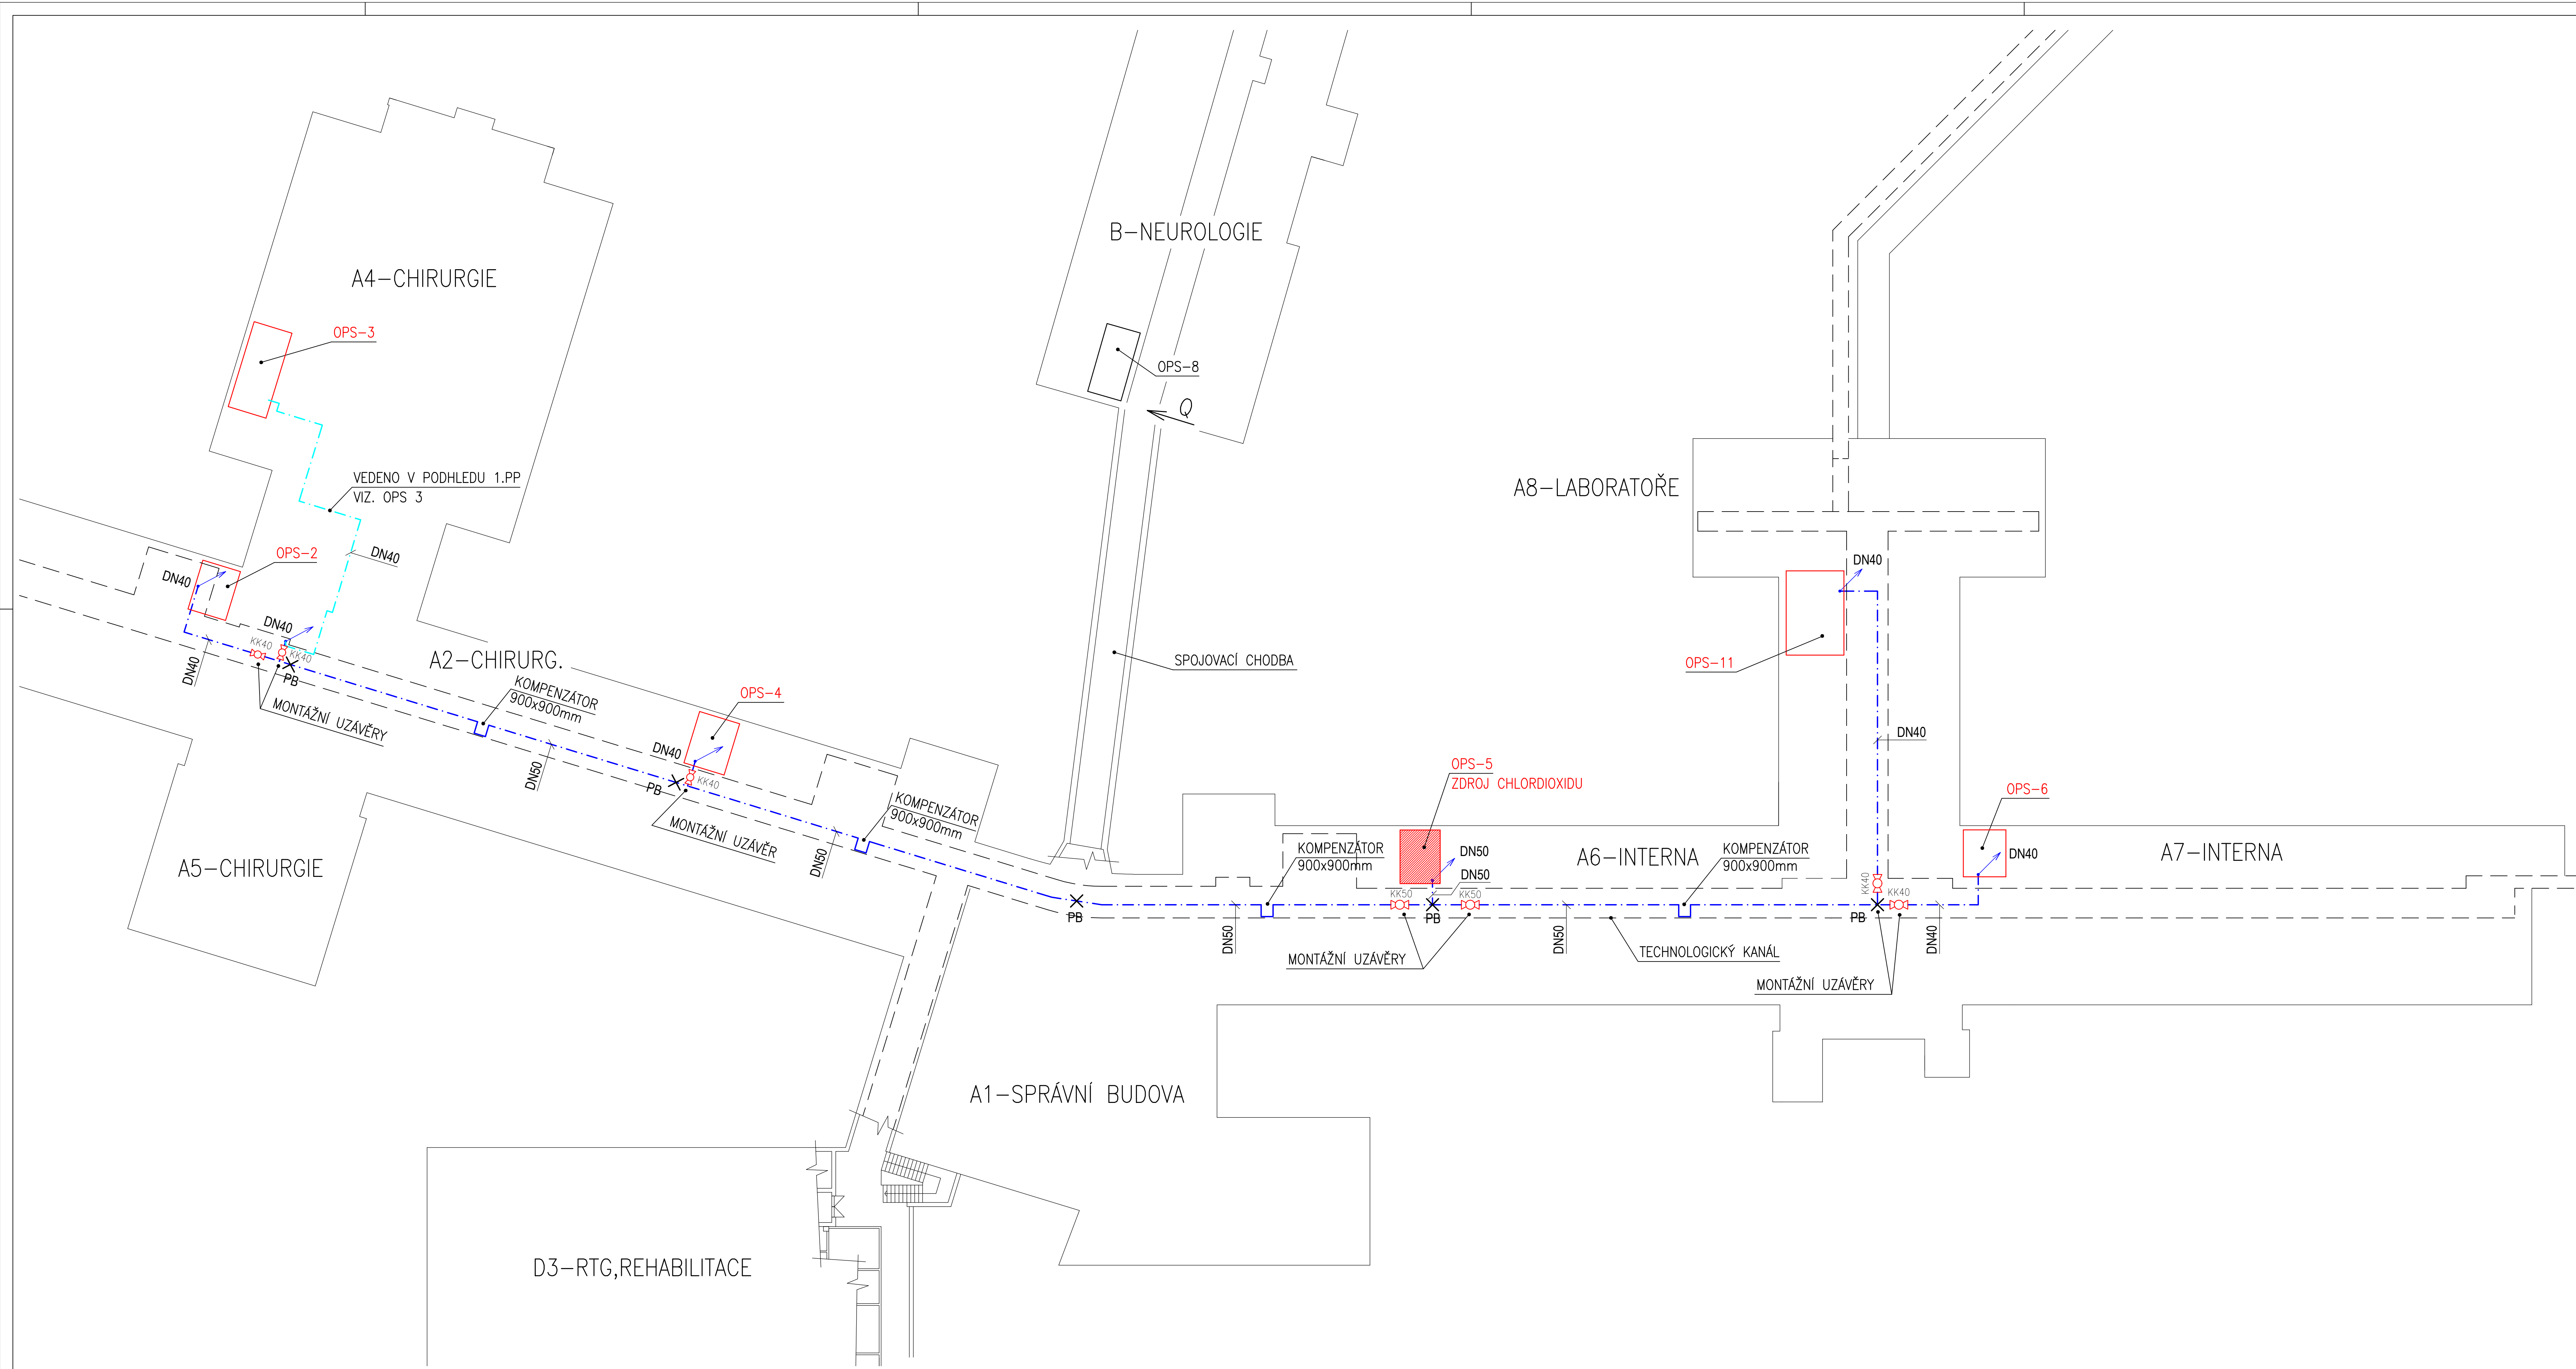 B-NEUROLOGIE
A4-CHIRURGIE
OPS-3
OPS-8
Q
VEDENO V PODHLEDU 1.PP
VIZ. OPS 3
A8-LABORATOŘE
OPS-2
DN40
DN40
DN40
DN40
KK40
KK40
DN40
PB
MONTÁŽNÍ UZÁVĚRY
A2-CHIRURG.
KOMPENZÁTOR
900x900mm
DN50
SPOJOVACÍ CHODBA
OPS-11
OPS-4
DN40
KK40
PB
MONTÁŽNÍ UZÁVĚR
DN40
OPS-5
ZDROJ CHLORDIOXIDU
OPS-6
KOMPENZÁTOR
900x900mm
DN50
A5-CHIRURGIE
KOMPENZÁTOR
900x900mm
DN50
DN50
A6-INTERNA
KOMPENZÁTOR
900x900mm
DN40
A7-INTERNA
KK50
KK50
KK40
KK40
PB
PB
PB
DN50
DN50
DN40
MONTÁŽNÍ UZÁVĚRY
TECHNOLOGICKÝ KANÁL
MONTÁŽNÍ UZÁVĚRY
A1-SPRÁVNÍ BUDOVA
D3-RTG,REHABILITACE